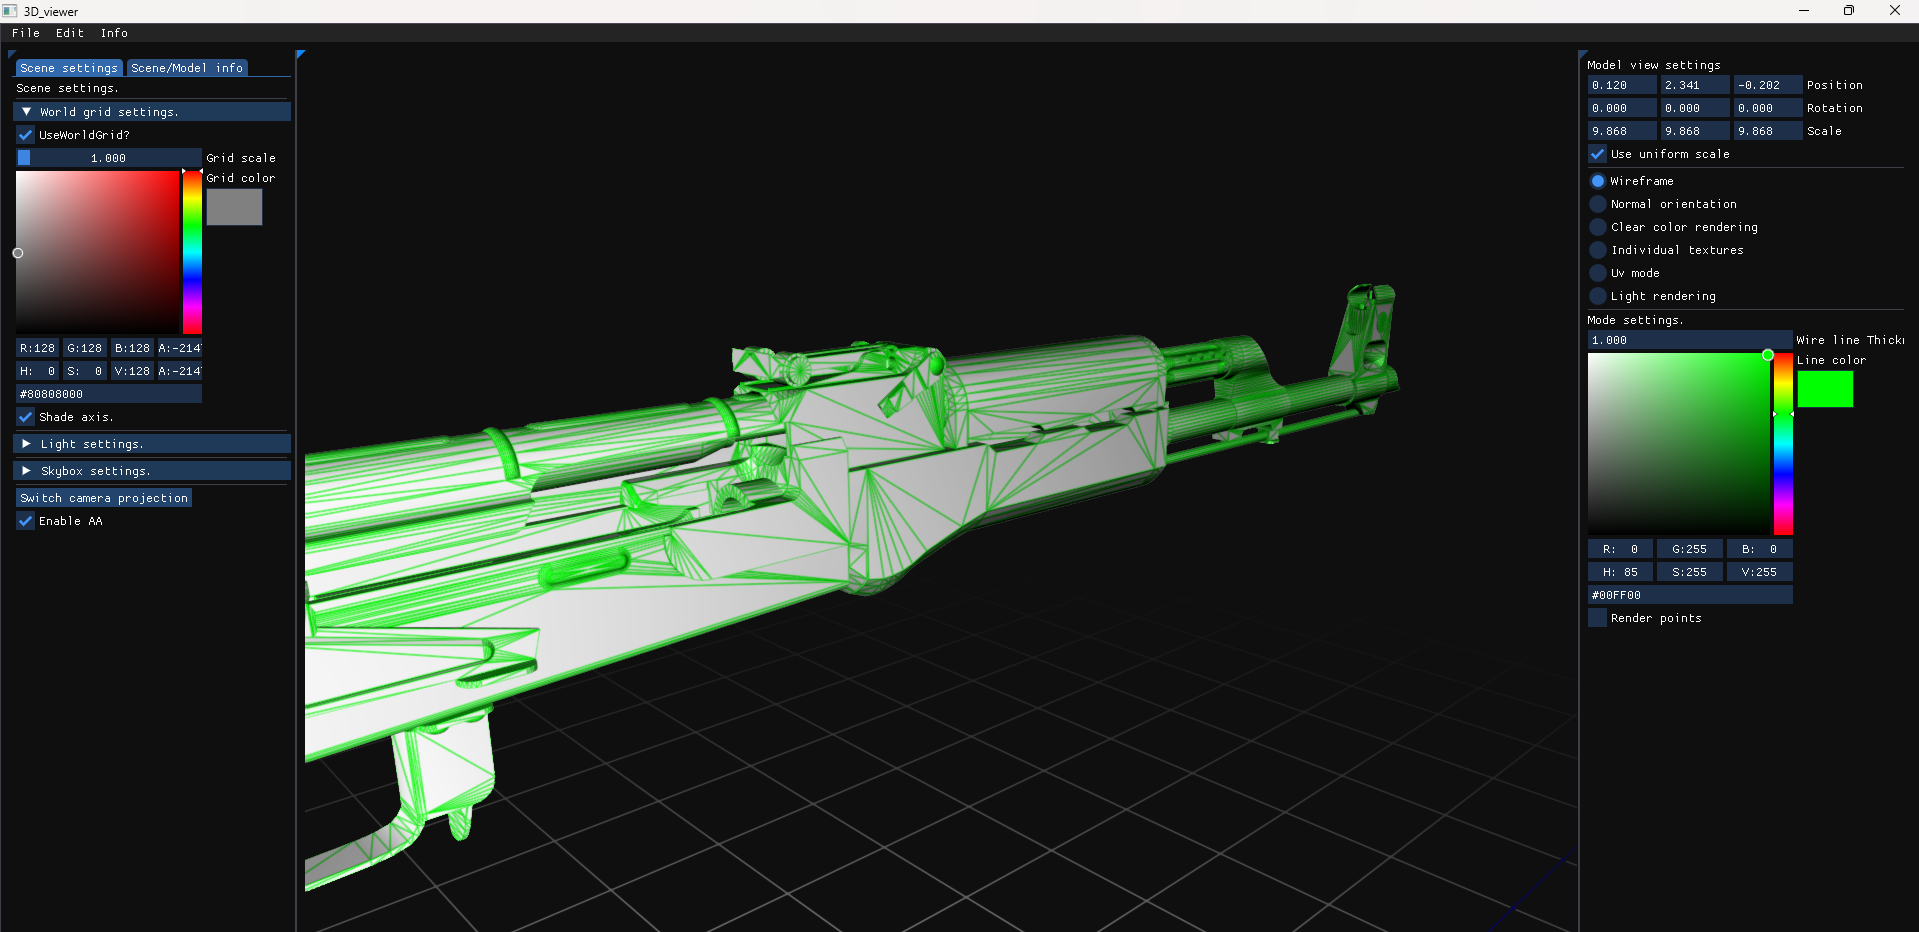 3D_viewer
File Edit Info
Scene settings Scene/Model info
Scene settings.
World grid settings.
UseWorldGrid?
1.000 Grid scale
Grid color
R:128 G:128 B:128 A:-214
H: 0 S: 0 V:128 A:-214
#80808000
Shade axis.
Light settings.
Skybox settings.
Switch camera projection
Enable AA
Model view settings
0.120 2.341 -0.202 Position
0.000 0.000 0.000 Rotation
9.868 9.868 9.868 Scale
Use uniform scale
Wireframe
Normal orientation
Clear color rendering
Individual textures
Uv mode
Light rendering
Mode settings.
1.000 Wire line Thick
Line color
R: 0 G:255 B: 0
H: 85 S:255 V:255
#00FF00
Render points